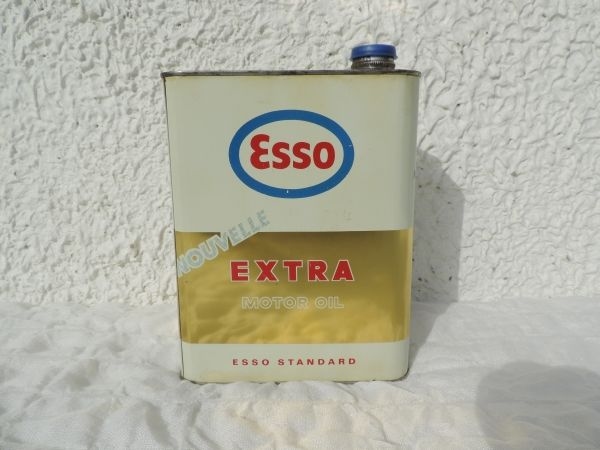 Esso
NOUVELLE
EXTRA
MOTOR OIL
ESSO STANDARD